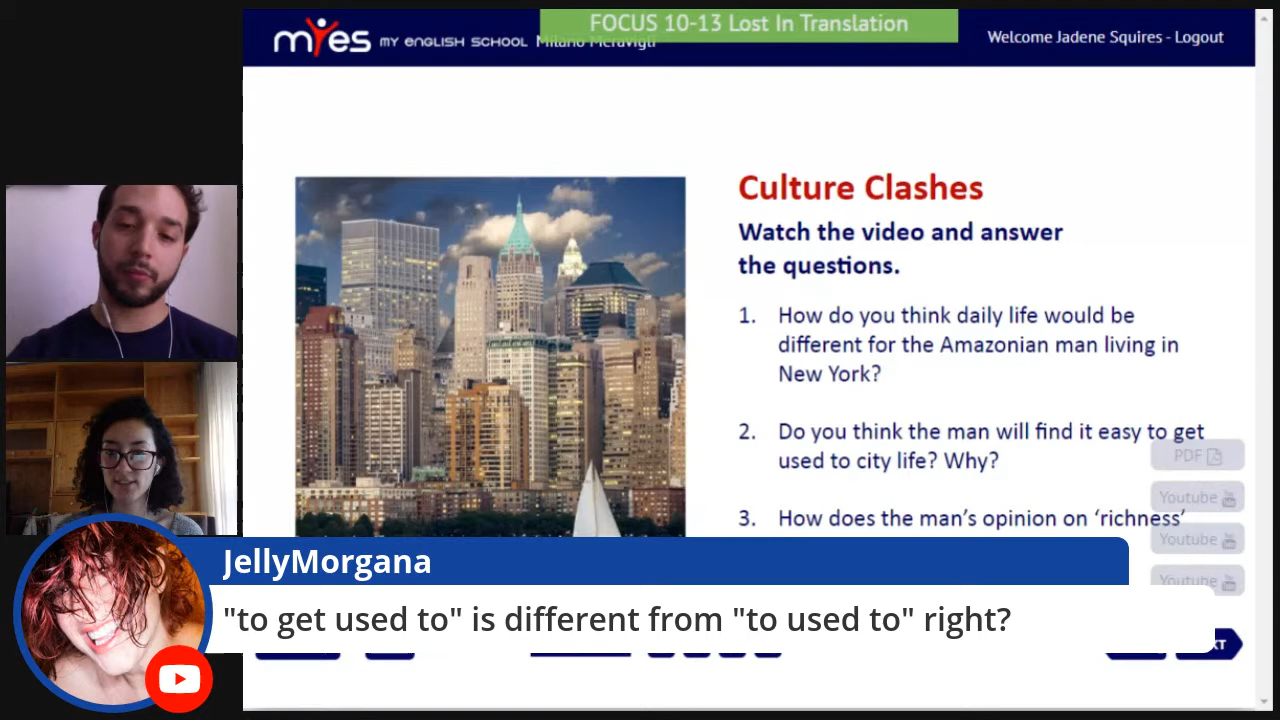 FOCUS 10-13 Lost In Translation
myes MY ENGLISH SCHOOL Milano Meravigli
Welcome Jadene Squires - Logout
Culture Clashes
Watch the video and answer
the questions.
1. How do you think daily life would be
different for the Amazonian man living in
New York?
2. Do you think the man will find it easy to get
used to city life? Why?
PDF
Youtube
3. How does the man's opinion on 'richness'
Youtube
Youtube
JellyMorgana
"to get used to" is different from "to used to" right?